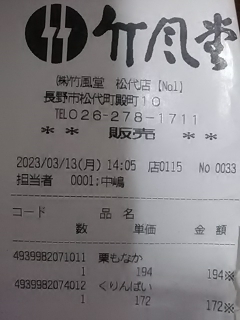 竹風堂
㈱竹風堂 松代店【No1】
長野市松代町殿町10
TEL026-278-1711
** 販売 **
2023/03/13(月) 14:05 店0115 No 0033
担当者 0001:中嶋
コード 品 名
数 単価 金 額
4939982071011 栗もなか
1 194 194※
4939982074012 くりんぱい
1 172 172※